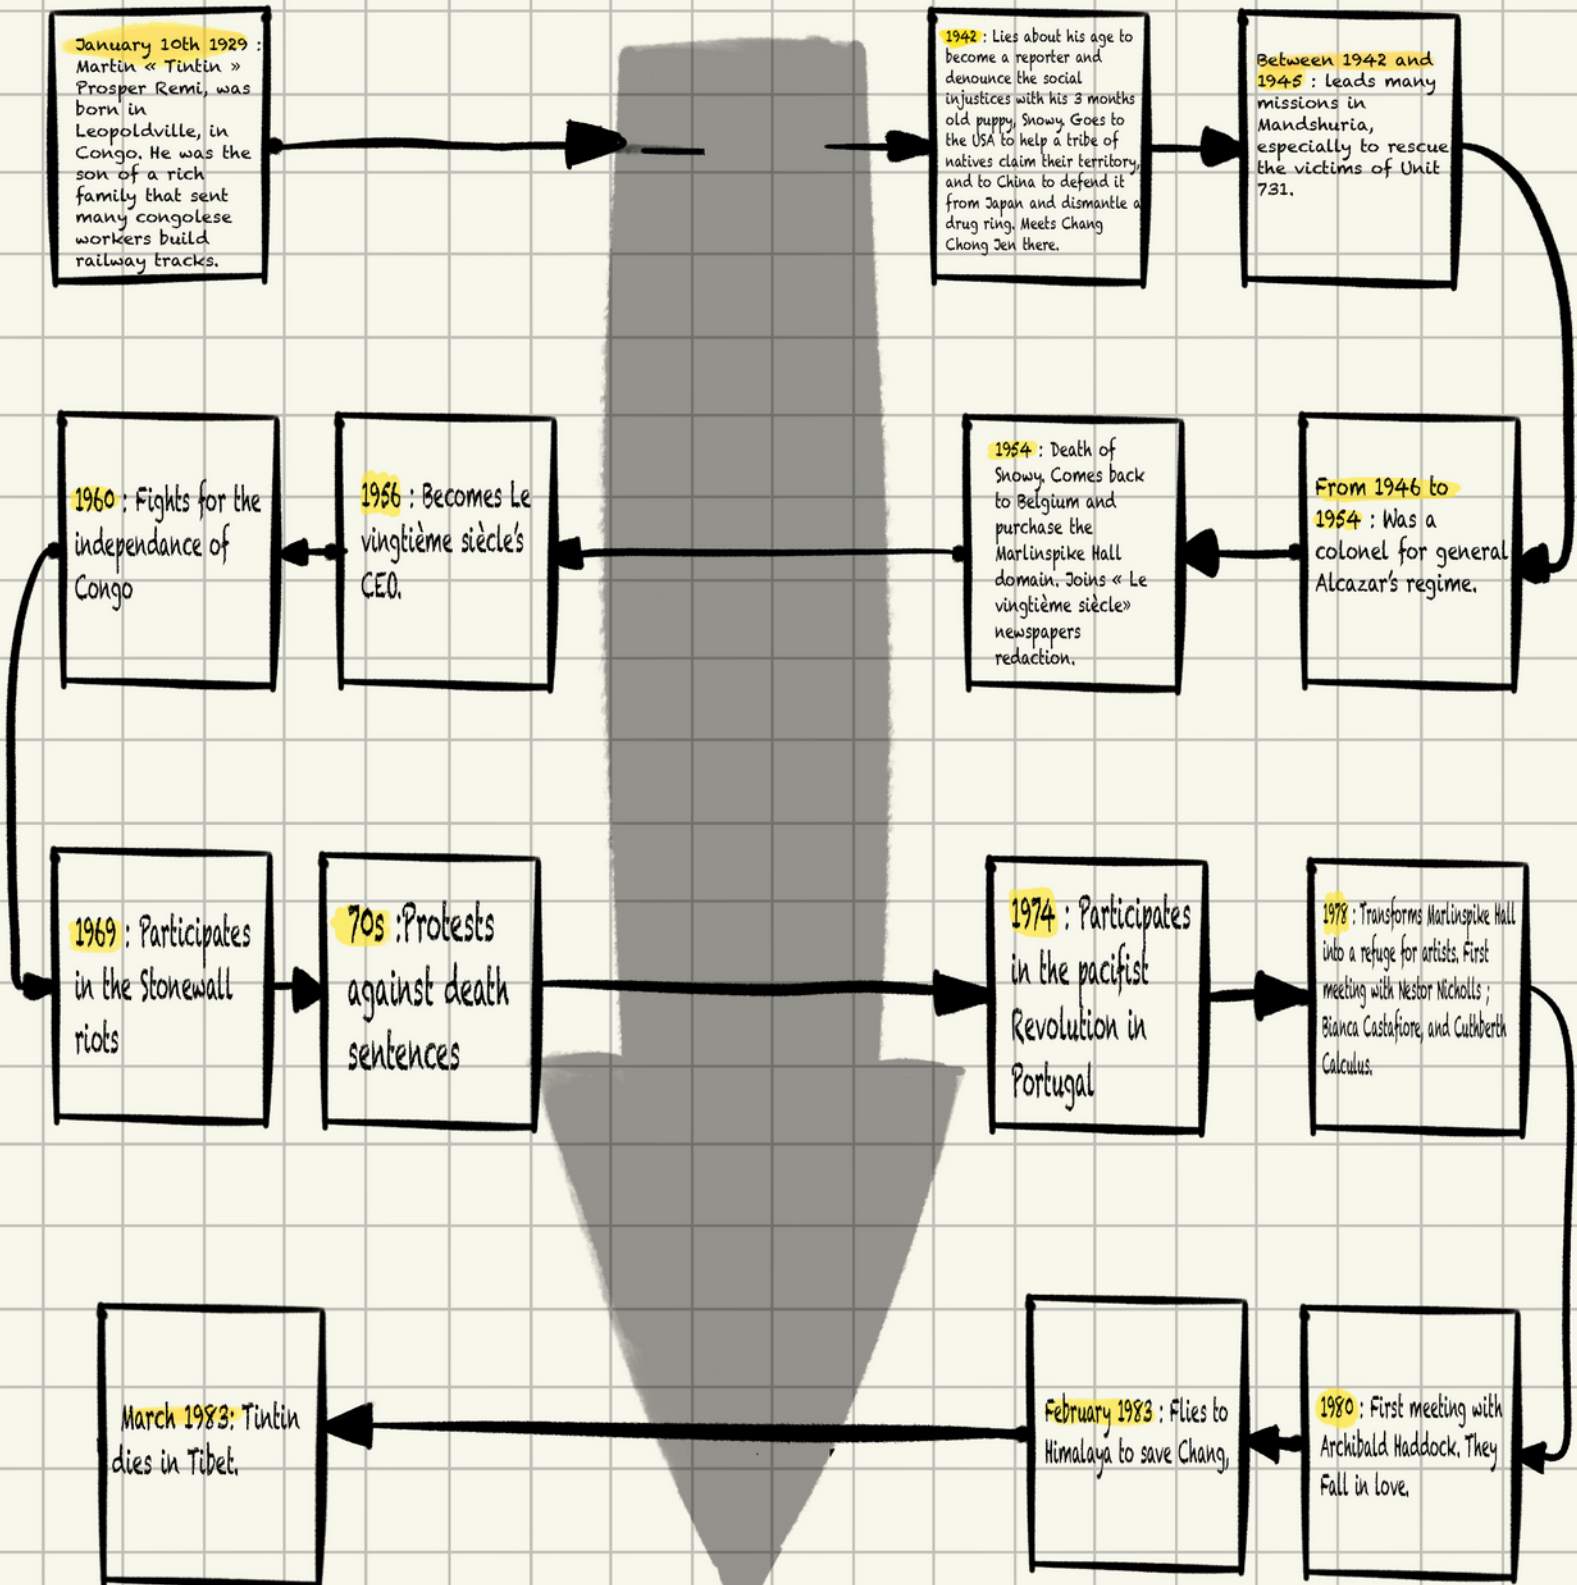 January 10th 1929 :
Martin « Tintin »
Prosper Remi, was
born in
Leopoldville, in
Congo. He was the
son of a rich
family that sent
many congolese
workers build
railway tracks.
1942 : Lies about his age to
become a reporter and
denounce the social
injustices with his 3 months
old puppy, Snowy. Goes to
the USA to help a tribe of
natives claim their territory,
and to China to defend it
from Japan and dismantle a
drug ring. Meets Chang
Chong Jen there.
Between 1942 and
1945 : leads many
missions in
Mandshuria,
especially to rescue
the victims of Unit
731.
From 1946 to
1954 : Was a
colonel for general
Alcazar's regime.
1954 : Death of
Snowy. Comes back
to Belgium and
purchase the
Marlinspike Hall
domain. Joins « Le
vingtième siècle»
newspapers
redaction.
1956 : Becomes Le
vingtième siècle's
CEO.
1960 : Fights for the
independance of
Congo
1969 : Participates
in the Stonewall
riots
70s :Protests
against death
sentences
1974 : Participates
in the pacifist
Revolution in
Portugal
1978 : Transforms Marlinspike Hall
into a refuge for artists. First
meeting with Nestor Nicholls ;
Bianca Castafiore, and Cuthberth
Calculus.
1980 : First meeting with
Archibald Haddock. They
Fall in love.
February 1983 : Flies to
Himalaya to save Chang,
March 1983: Tintin
dies in Tibet.